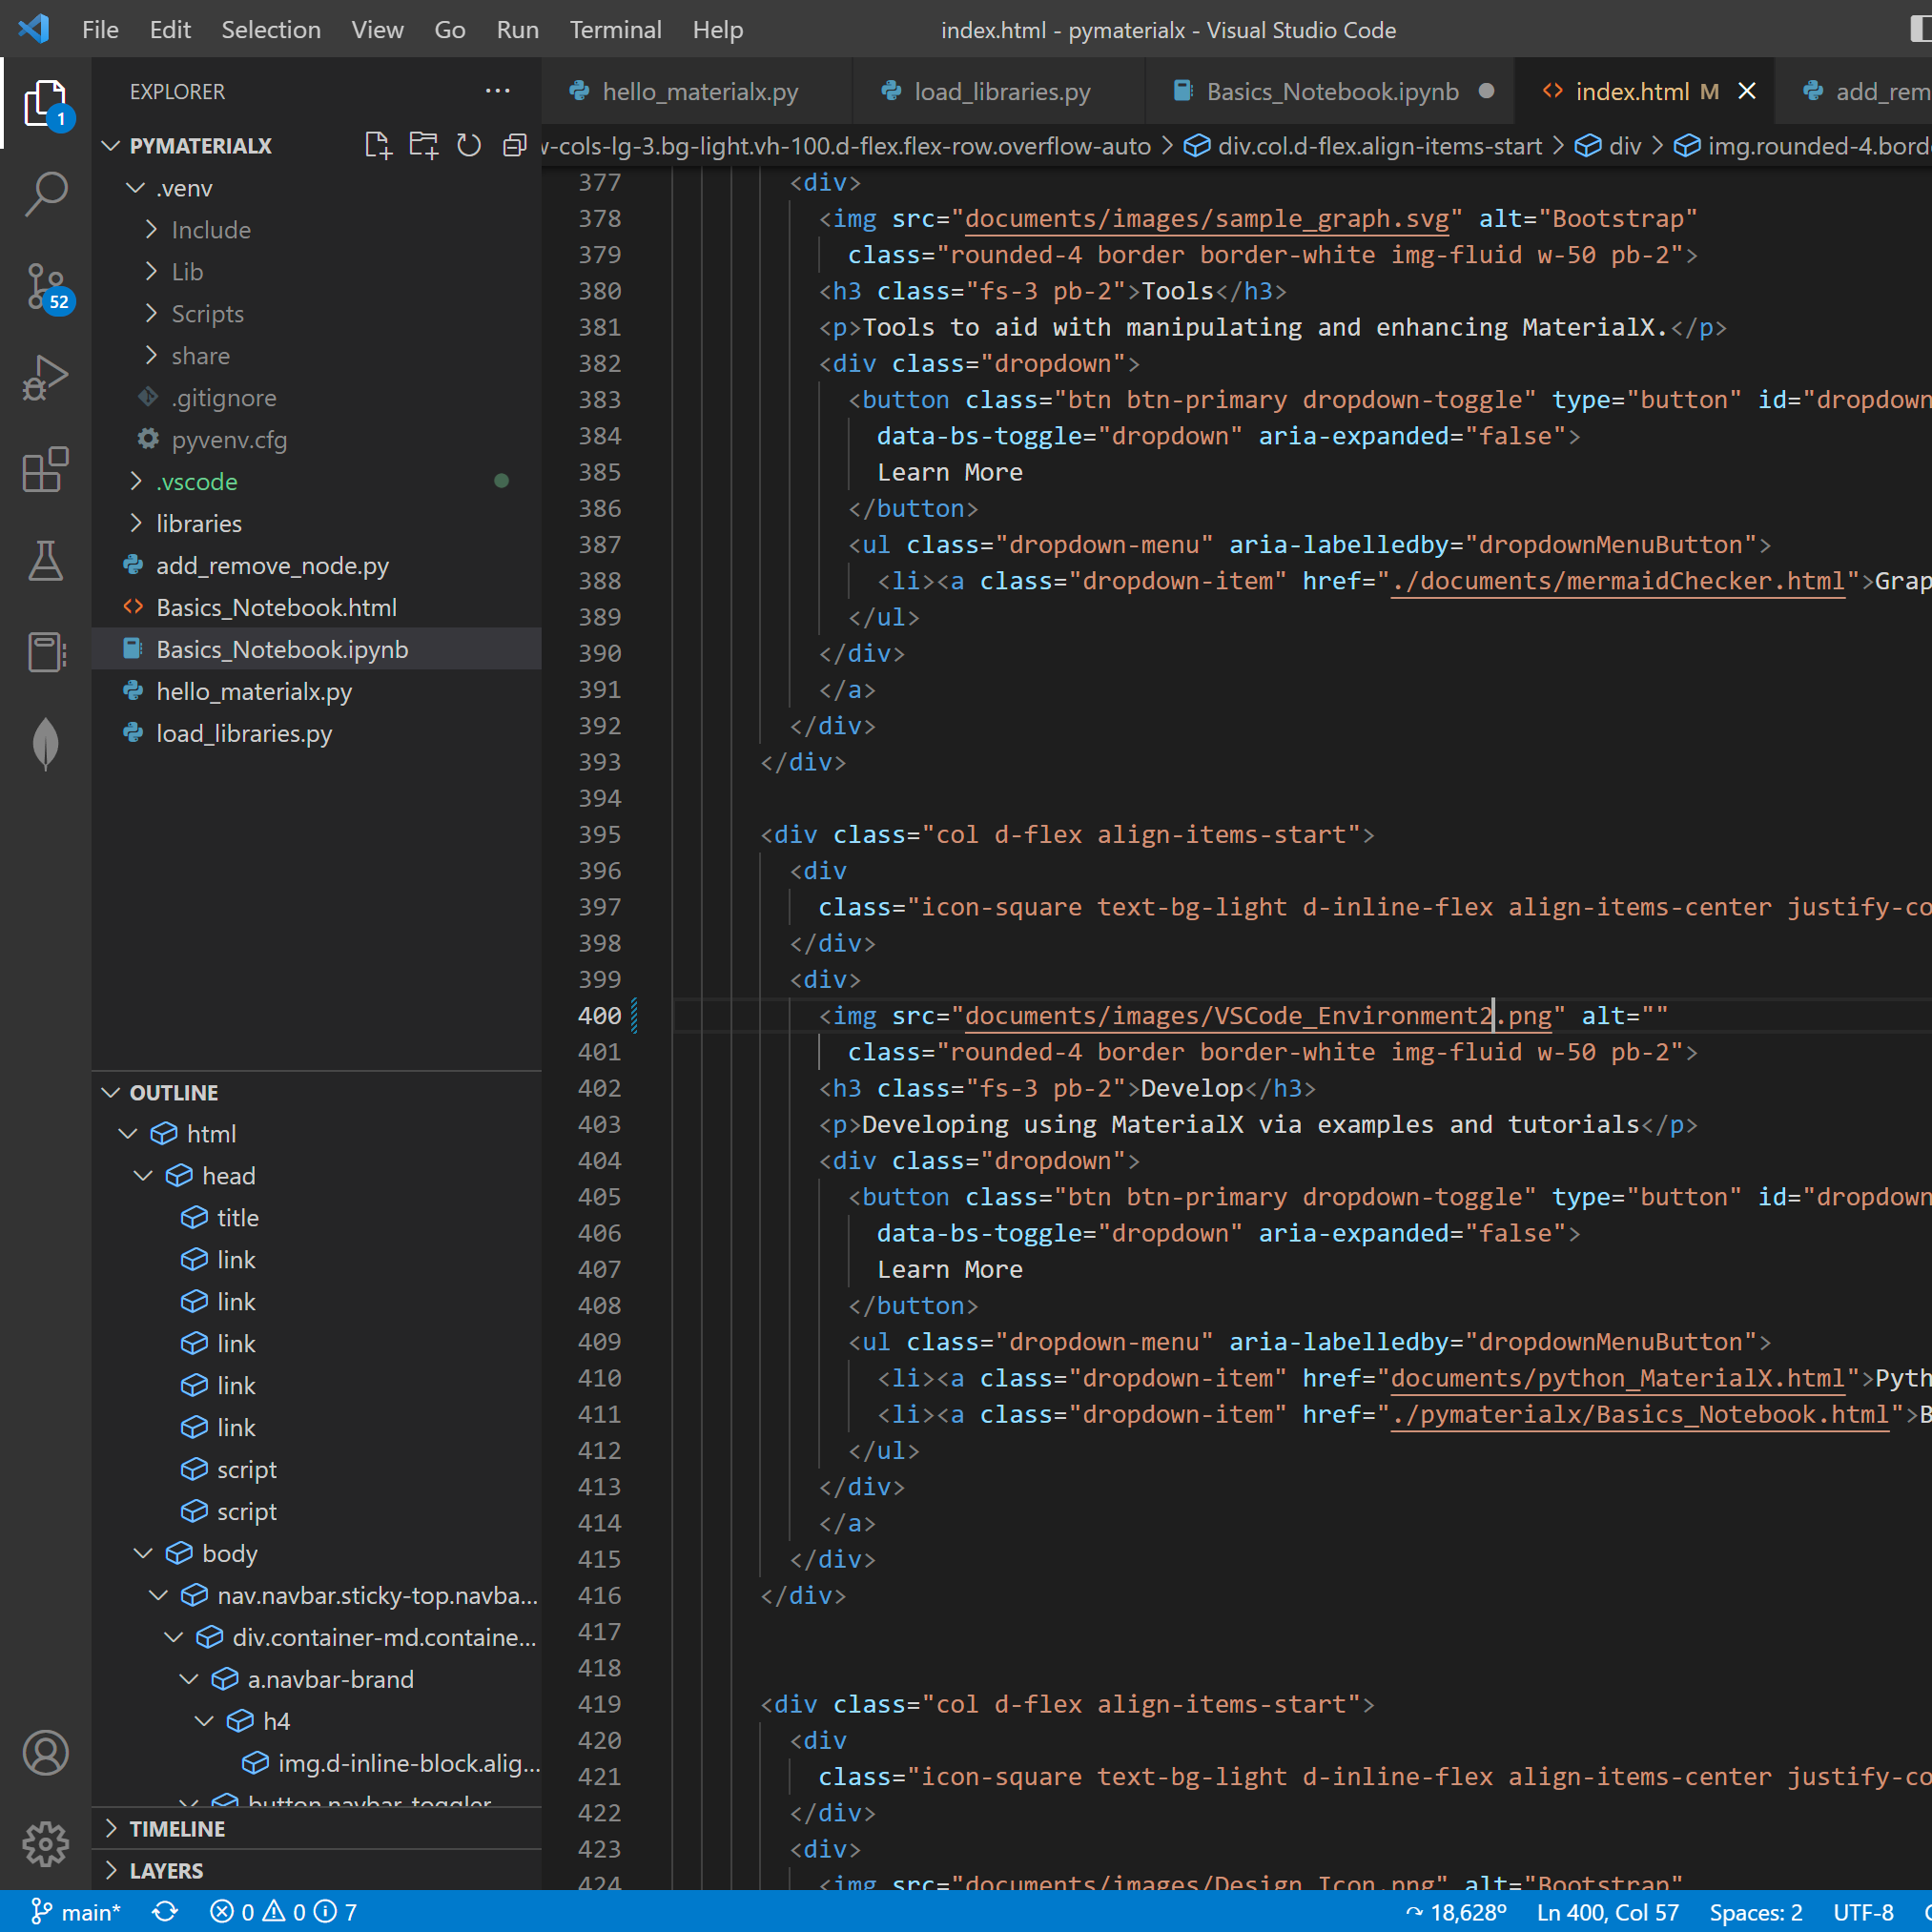 File Edit Selection View Go Run Terminal Help index.html - pymaterialx - Visual Studio Code
EXPLORER ···
1
PYMATERIALX
.venv
Include
Lib
Scripts
52
share
.gitignore
pyvenv.cfg
.vscode
libraries
add_remove_node.py
Basics_Notebook.html
Basics_Notebook.ipynb
hello_materialx.py
load_libraries.py
OUTLINE
html
head
title
link
link
link
link
link
script
script
body
nav.navbar.sticky-top.navba...
div.container-md.containe...
a.navbar-brand
h4
img.d-inline-block.alig...
button.navbar-toggler
TIMELINE
LAYERS
hello_materialx.py load_libraries.py Basics_Notebook.ipynb index.html M add_rem
w-cols-lg-3.bg-light.vh-100.d-flex.flex-row.overflow-auto > div.col.d-flex.align-items-start > div > img.rounded-4.bord
377 <div>
378 <img src="documents/images/sample_graph.svg" alt="Bootstrap"
379 class="rounded-4 border border-white img-fluid w-50 pb-2">
380 <h3 class="fs-3 pb-2">Tools</h3>
381 <p>Tools to aid with manipulating and enhancing MaterialX.</p>
382 <div class="dropdown">
383 <button class="btn btn-primary dropdown-toggle" type="button" id="dropdown
384 data-bs-toggle="dropdown" aria-expanded="false">
385 Learn More
386 </button>
387 <ul class="dropdown-menu" aria-labelledby="dropdownMenuButton">
388 <li><a class="dropdown-item" href="./documents/mermaidChecker.html">Grap
389 </ul>
390 </div>
391 </a>
392 </div>
393 </div>
394
395 <div class="col d-flex align-items-start">
396 <div
397 class="icon-square text-bg-light d-inline-flex align-items-center justify-co
398 </div>
399 <div>
400 <img src="documents/images/VSCode_Environment2.png" alt=""
401 class="rounded-4 border border-white img-fluid w-50 pb-2">
402 <h3 class="fs-3 pb-2">Develop</h3>
403 <p>Developing using MaterialX via examples and tutorials</p>
404 <div class="dropdown">
405 <button class="btn btn-primary dropdown-toggle" type="button" id="dropdown
406 data-bs-toggle="dropdown" aria-expanded="false">
407 Learn More
408 </button>
409 <ul class="dropdown-menu" aria-labelledby="dropdownMenuButton">
410 <li><a class="dropdown-item" href="documents/python_MaterialX.html">Pyth
411 <li><a class="dropdown-item" href="./pymaterialx/Basics_Notebook.html">B
412 </ul>
413 </div>
414 </a>
415 </div>
416 </div>
417
418
419 <div class="col d-flex align-items-start">
420 <div
421 class="icon-square text-bg-light d-inline-flex align-items-center justify-co
422 </div>
423 <div>
424 <img src="documents/images/Design_Icon.png" alt="Bootstrap"
main* 0 0 7 18,628º Ln 400, Col 57 Spaces: 2 UTF-8